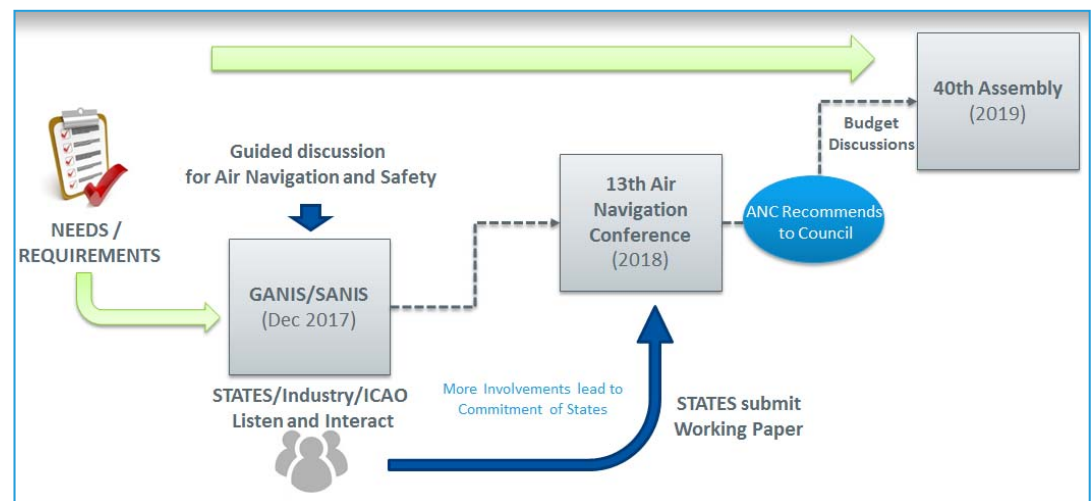 NEEDS /
REQUIREMENTS
Guided discussion
for Air Navigation and Safety
GANIS/SANIS
(Dec 2017)
STATES/Industry/ICAO
Listen and Interact
More Involvements lead to
Commitment of States
STATES submit
Working Paper
13th Air
Navigation
Conference
(2018)
ANC Recommends
to Council
Budget
Discussions
40th Assembly
(2019)